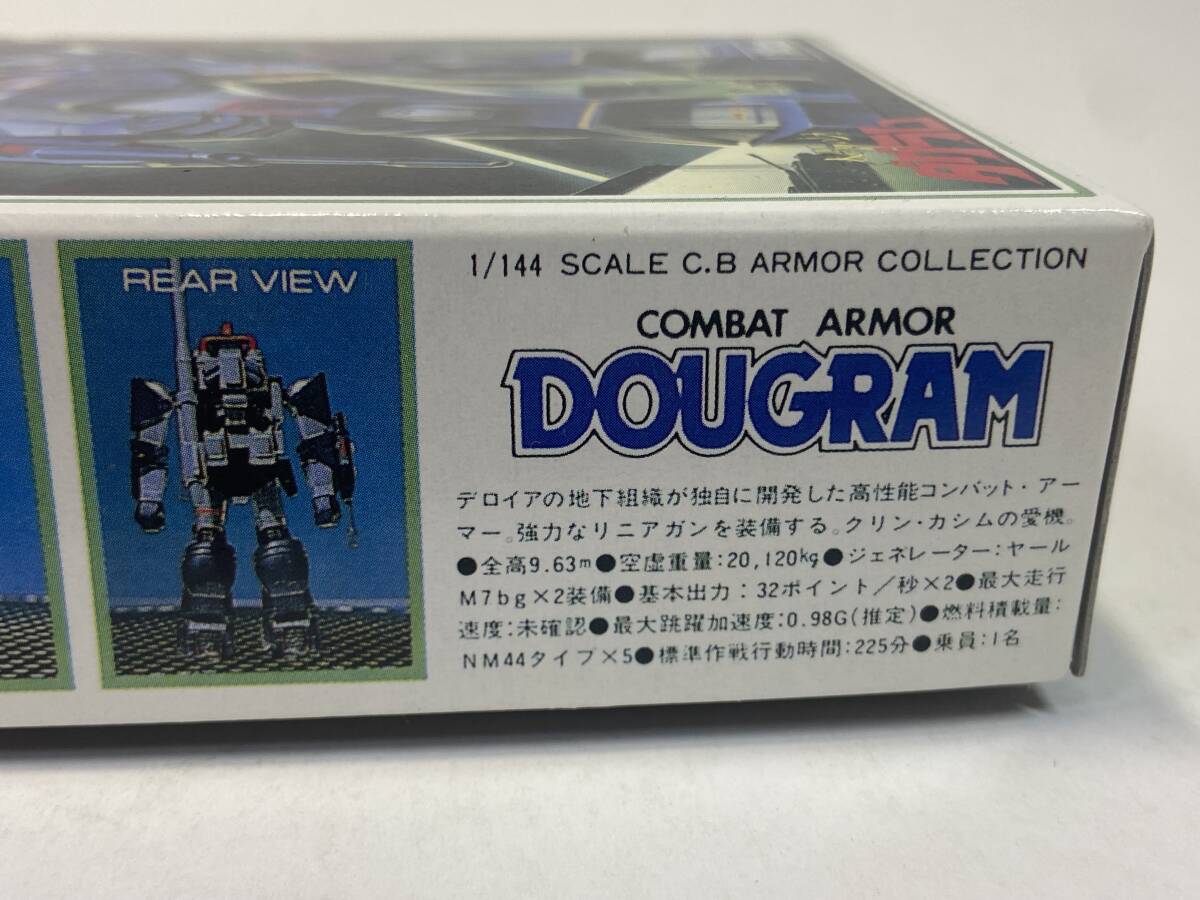 REAR VIEW
1/144 SCALE C.B ARMOR COLLECTION
COMBAT ARMOR
DOUGRAM
デロイアの地下組織が独自に開発した高性能コンバット・アー
マー。強力なリニアガンを装備する。クリン・カシムの愛機。
●全高9.63m●空虚重量:20,120kg●ジェネレーター:ヤール
M7bg×2装備●基本出力:32ポイント/秒×2●最大走行
速度:未確認●最大跳躍加速度:0.98G(推定)●燃料積載量:
NM44タイプ×5●標準作戦行動時間:225分●乗員:1名